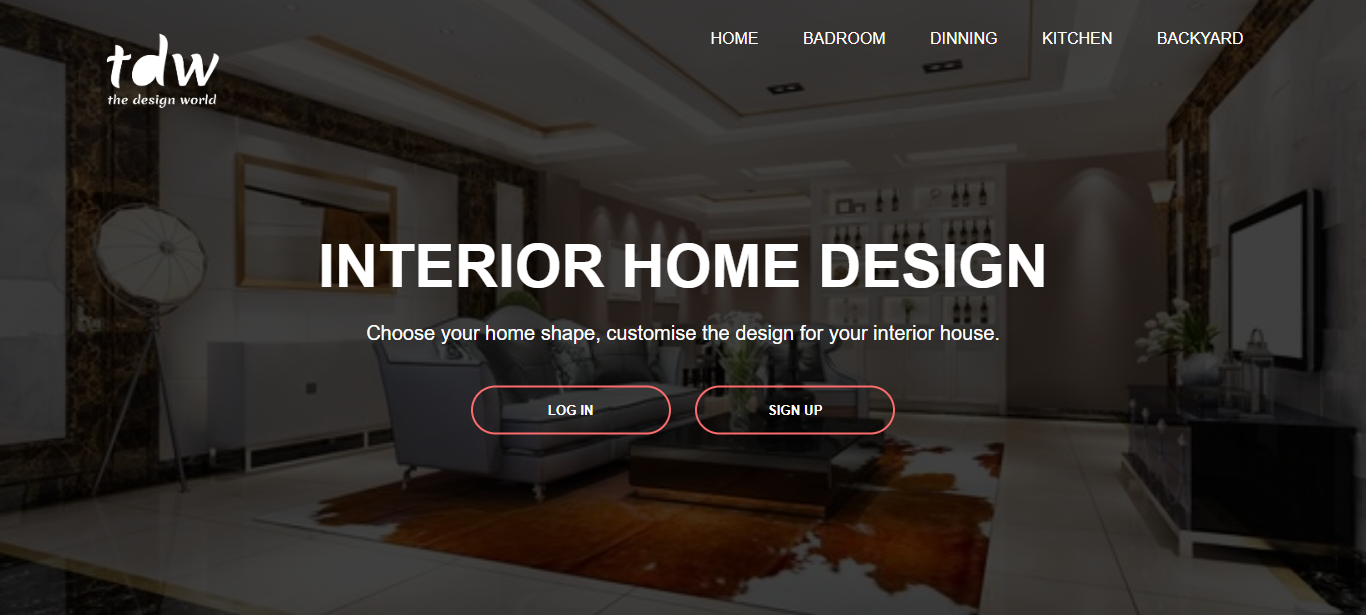 tdw
the design world
HOME BADROOM DINNING KITCHEN BACKYARD
INTERIOR HOME DESIGN
Choose your home shape, customise the design for your interior house.
LOG IN SIGN UP